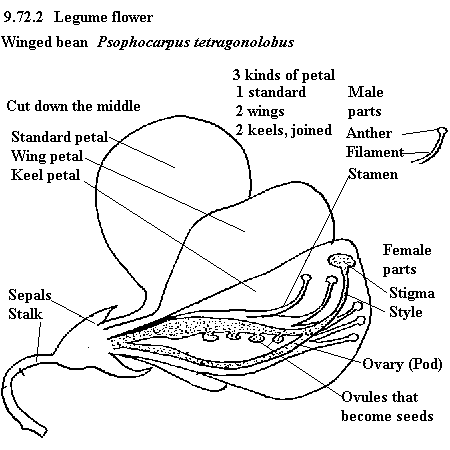 9.72.2 Legume flower
Winged bean Psophocarpus tetragonolobus
3 kinds of petal
1 standard
2 wings
2 keels, joined
Male
parts
Anther
Filament
Stamen
Cut down the middle
Standard petal
Wing petal
Keel petal
Female
parts
Stigma
Style
Sepals
Stalk
Ovary (Pod)
Ovules that
become seeds